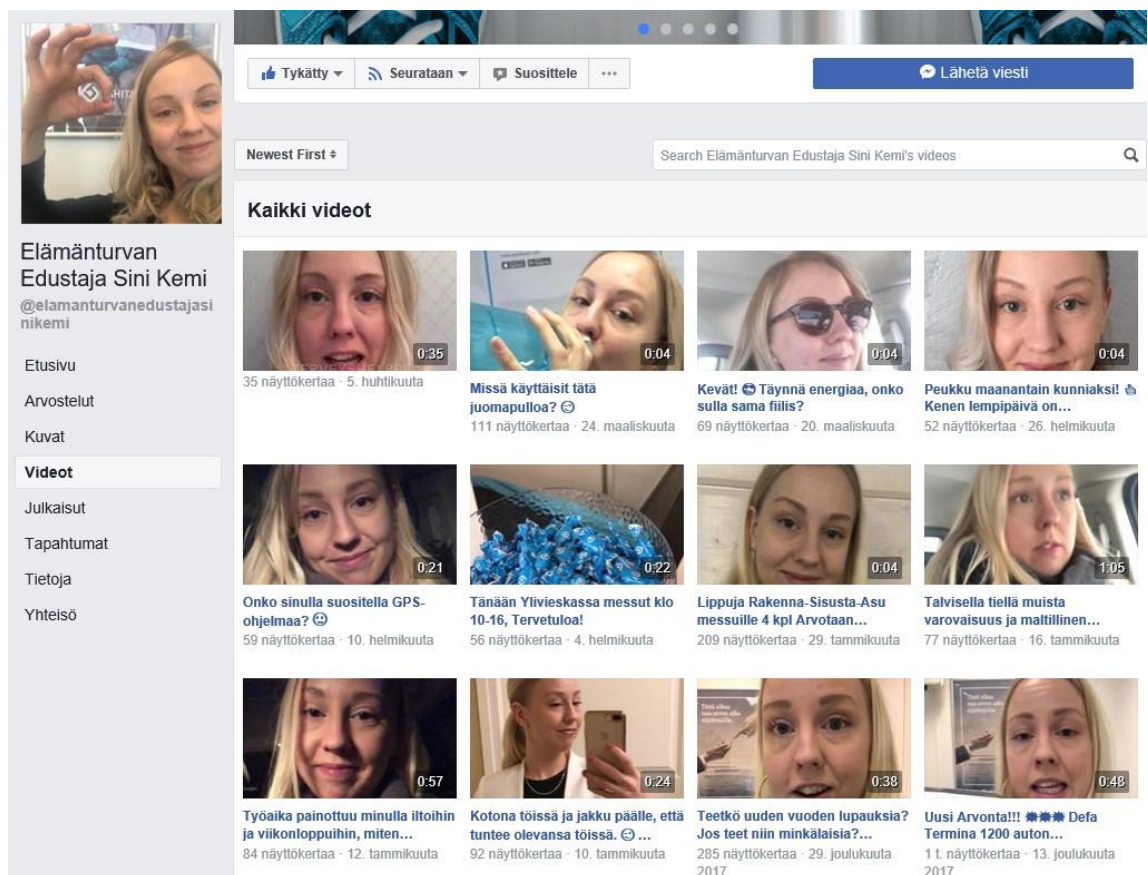 Tykätty
Seurataan
Suosittele
Lähetä viesti
Newest First
Search Elämänturvan Edustaja Sini Kemi's videos
Kaikki videot
Elämänturvan
Edustaja Sini Kemi
@elamanturvanedustajasi
nikemi
Etusivu
Arvostelut
Kuvat
Videot
Julkaisut
Tapahtumat
Tietoja
Yhteisö
0:35
35 näyttökertaa · 5. huhtikuuta
0:04
Missä käyttäisit tätä
juomapulloa?
111 näyttökertaa · 24. maaliskuuta
0:04
Kevät! Täynnä energiaa, onko
sulla sama fiilis?
69 näyttökertaa · 20. maaliskuuta
0:04
Peukku maanantain kunniaksi!
Kenen lempipäivä on...
52 näyttökertaa · 26. helmikuuta
0:21
Onko sinulla suositella GPS-
ohjelmaa?
59 näyttökertaa · 10. helmikuuta
0:22
Tänään Ylivieskassa messut klo
10-16, Tervetuloa!
56 näyttökertaa · 4. helmikuuta
0:04
Lippuja Rakenna-Sisusta-Asu
messuille 4 kpl Arvotaan...
209 näyttökertaa · 29. tammikuuta
1:05
Talvisella tiellä muista
varovaisuus ja maltillinen...
77 näyttökertaa · 16. tammikuuta
0:57
Työaika painottuu minulla iltoihin
ja viikonloppuihin, miten...
84 näyttökertaa · 12. tammikuuta
0:24
Kotona töissä ja jakku päälle, että
tuntee olevansa töissä. ...
92 näyttökertaa · 10. tammikuuta
0:38
Teetkö uuden vuoden lupauksia?
Jos teet niin minkälaisia?...
285 näyttökertaa · 29. joulukuuta
2017
0:48
Uusi Arvonta!!! Defa
Termina 1200 auton...
1 t. näyttökertaa · 13. joulukuuta
2017